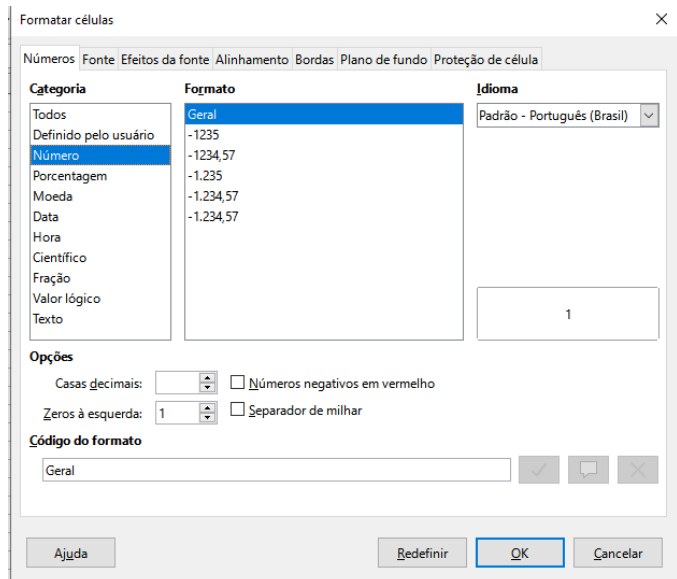 Formatar células
Números Fonte Efeitos da fonte Alinhamento Bordas Plano de fundo Proteção de célula
Categoria
Todos
Definido pelo usuário
Número
Porcentagem
Moeda
Data
Hora
Científico
Fração
Valor lógico
Texto
Formato
Geral
-1235
-1234,57
-1.235
-1.234,57
-1.234,57
Idioma
Padrão - Português (Brasil)
1
Opções
Casas decimais:
Números negativos em vermelho
Zeros à esquerda: 1
Separador de milhar
Código do formato
Geral
Ajuda Redefinir OK Cancelar